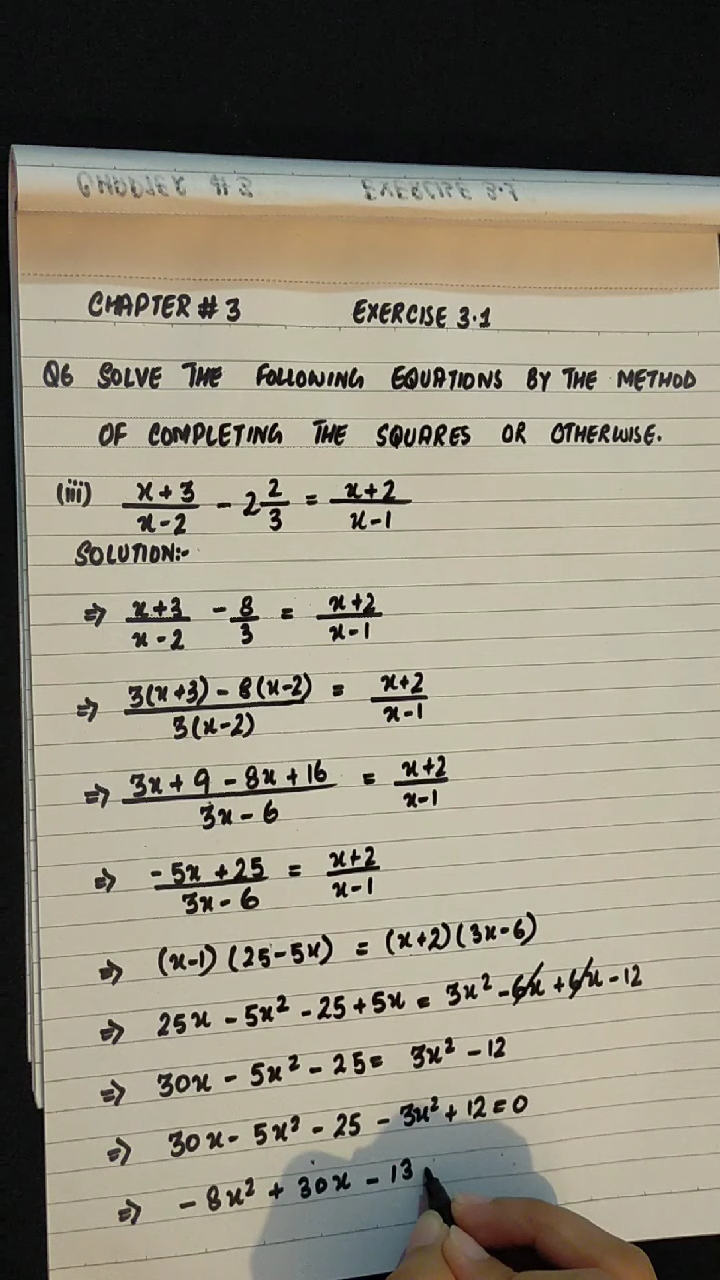 CHAPTER # 3 EXERCISE 3.1
Q6 SOLVE THE FOLLOWING EQUATIONS BY THE METHOD
OF COMPLETING THE SQUARES OR OTHERWISE.
(iii) x+3/x-2 - 2 2/3 = x+2/x-1
SOLUTION:-
⇒ x+3/x-2 - 8/3 = x+2/x-1
⇒ 3(x+3) - 8(x-2)/3(x-2) = x+2/x-1
⇒ 3x + 9 - 8x + 16/3x - 6 = x+2/x-1
⇒ -5x + 25/3x - 6 = x+2/x-1
⇒ (x-1) (25-5x) = (x+2) (3x-6)
⇒ 25x - 5x² - 25 + 5x = 3x² - 6x + 6x - 12
⇒ 30x - 5x² - 25 = 3x² - 12
⇒ 30x - 5x² - 25 - 3x² + 12 = 0
⇒ - 8x² + 30x - 13